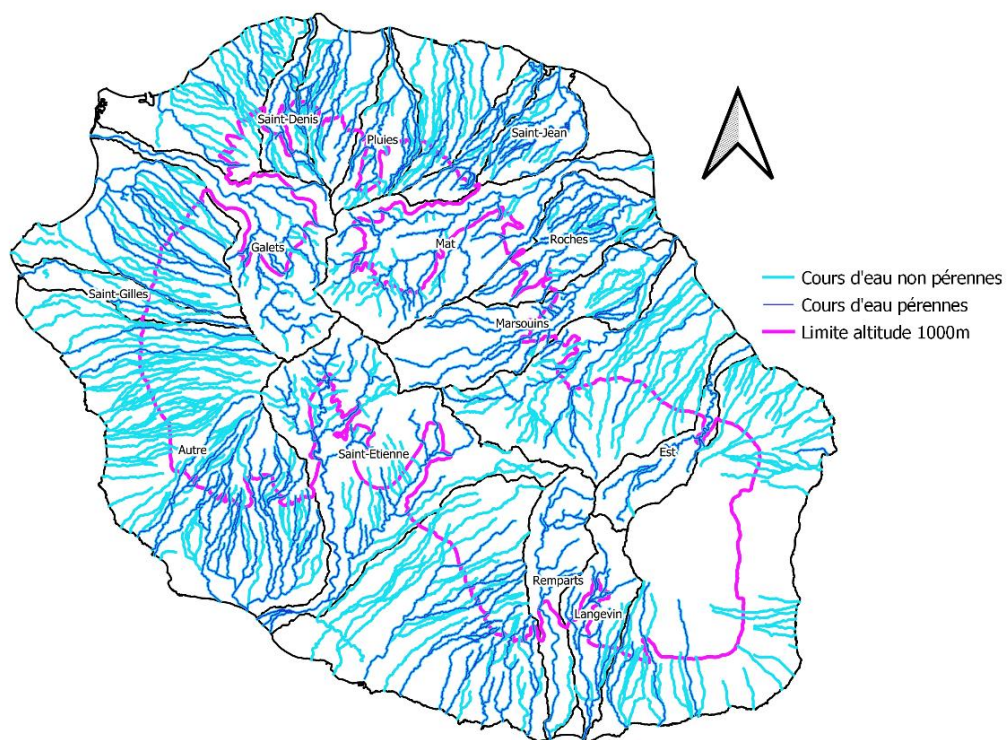 Saint-Denis
Pluies
Saint-Jean
Galets
Mat
Roches
Saint-Gilles
Marsouins
Autre
Saint-Etienne
Est
Remparts
Langevin
Cours d'eau non pérennes
Cours d'eau pérennes
Limite altitude 1000m